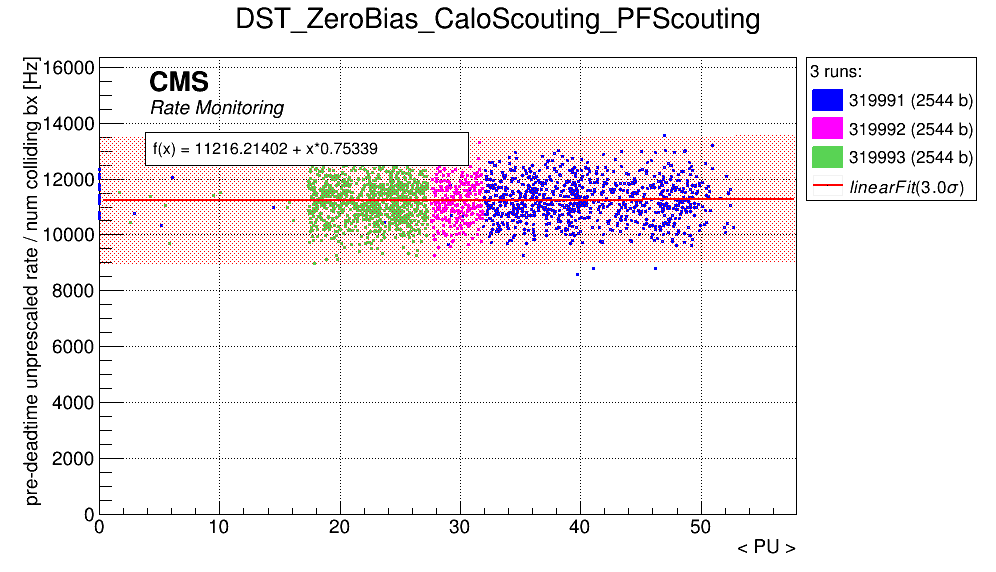 DST_ZeroBias_CaloScouting_PFScouting
pre-deadtime unprescaled rate / num colliding bx [Hz]
16000
14000
12000
10000
8000
6000
4000
2000
0
CMS
Rate Monitoring
f(x) = 11216.21402 + x*0.75339
3 runs:
319991 (2544 b)
319992 (2544 b)
319993 (2544 b)
linearFit(3.0σ)
0 10 20 30 40 50
< PU >